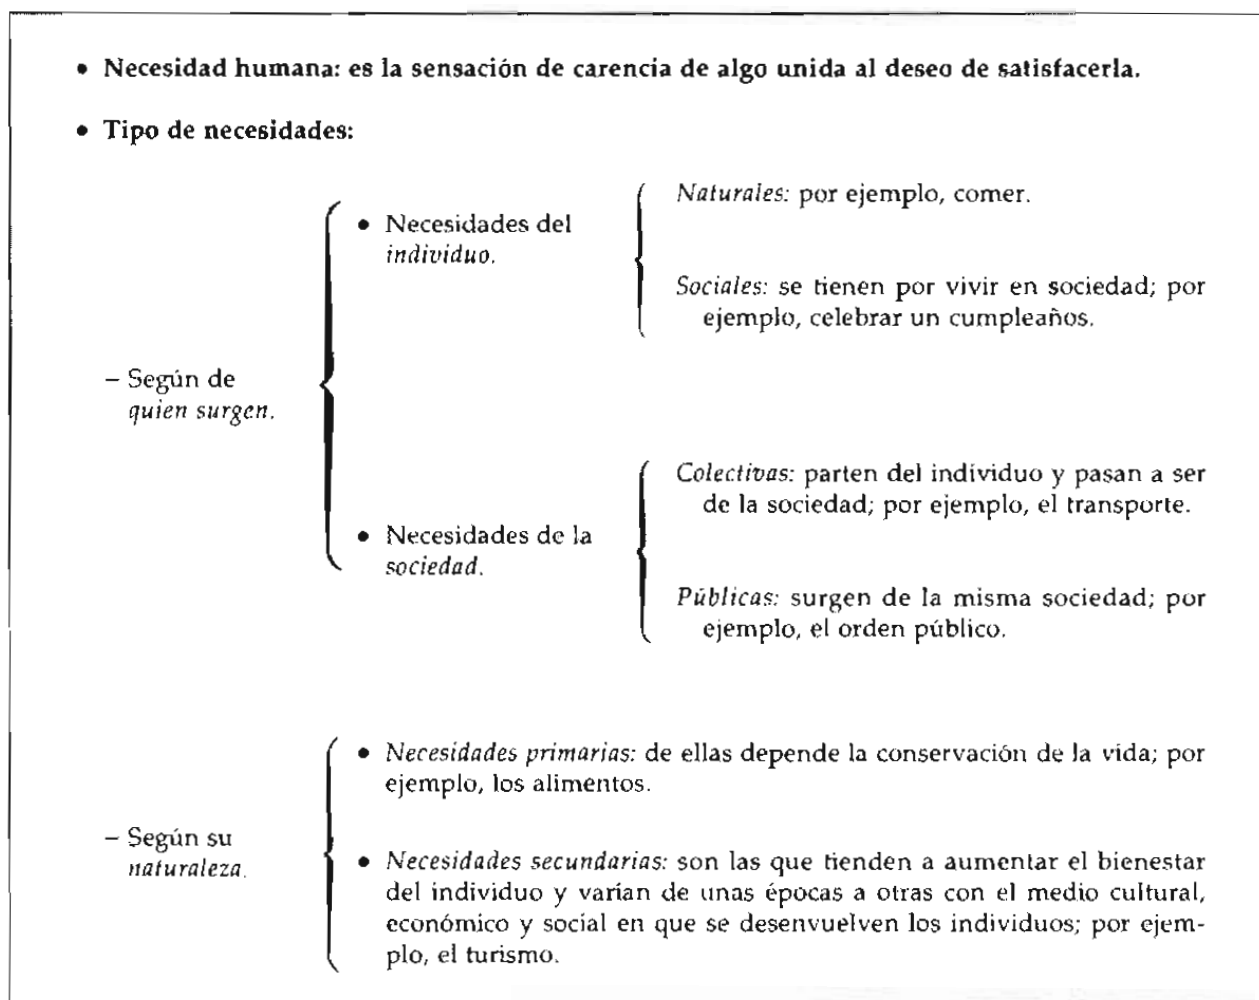 • Necesidad humana: es la sensación de carencia de algo unida al deseo de satisfacerla.
• Tipo de necesidades:
– Según de
quien surgen.
• Necesidades del
individuo.
Naturales: por ejemplo, comer.
Sociales: se tienen por vivir en sociedad; por
ejemplo, celebrar un cumpleaños.
• Necesidades de la
sociedad.
Colectivas: parten del individuo y pasan a ser
de la sociedad; por ejemplo, el transporte.
Públicas: surgen de la misma sociedad; por
ejemplo, el orden público.
– Según su
naturaleza.
• Necesidades primarias: de ellas depende la conservación de la vida; por
ejemplo, los alimentos.
• Necesidades secundarias: son las que tienden a aumentar el bienestar
del individuo y varían de unas épocas a otras con el medio cultural,
económico y social en que se desenvuelven los individuos; por ejem-
plo, el turismo.